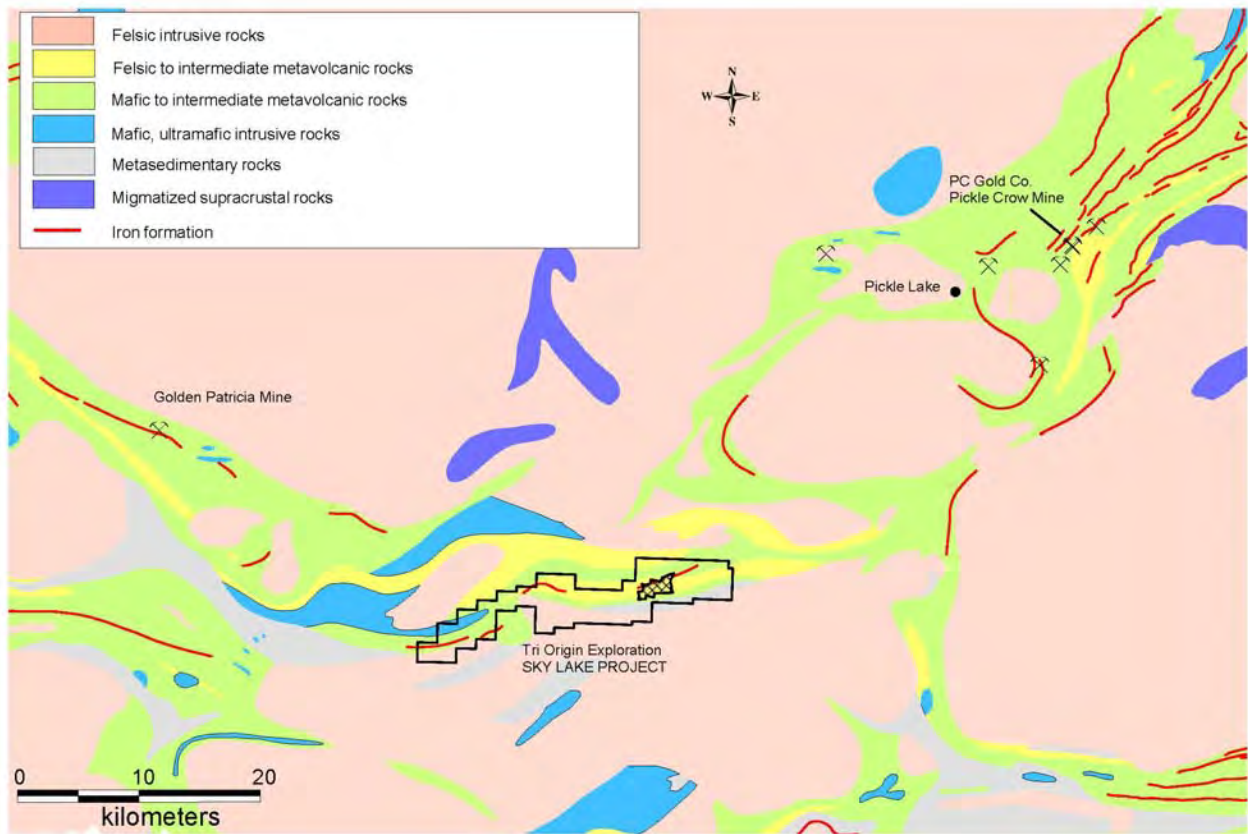 Felsic intrusive rocks
Felsic to intermediate metavolcanic rocks
Mafic to intermediate metavolcanic rocks
Mafic, ultramafic intrusive rocks
Metasedimentary rocks
Migmatized supracrustal rocks
Iron formation
N
W E
S
PC Gold Co.
Pickle Crow Mine
Pickle Lake
Golden Patricia Mine
Tri Origin Exploration
SKY LAKE PROJECT
0 10 20
kilometers